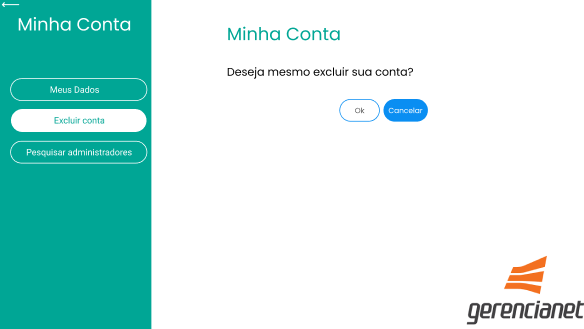 Minha Conta
Meus Dados
Excluir conta
Pesquisar administradores
Minha Conta
Deseja mesmo excluir sua conta?
Ok
Cancelar
gerencianet